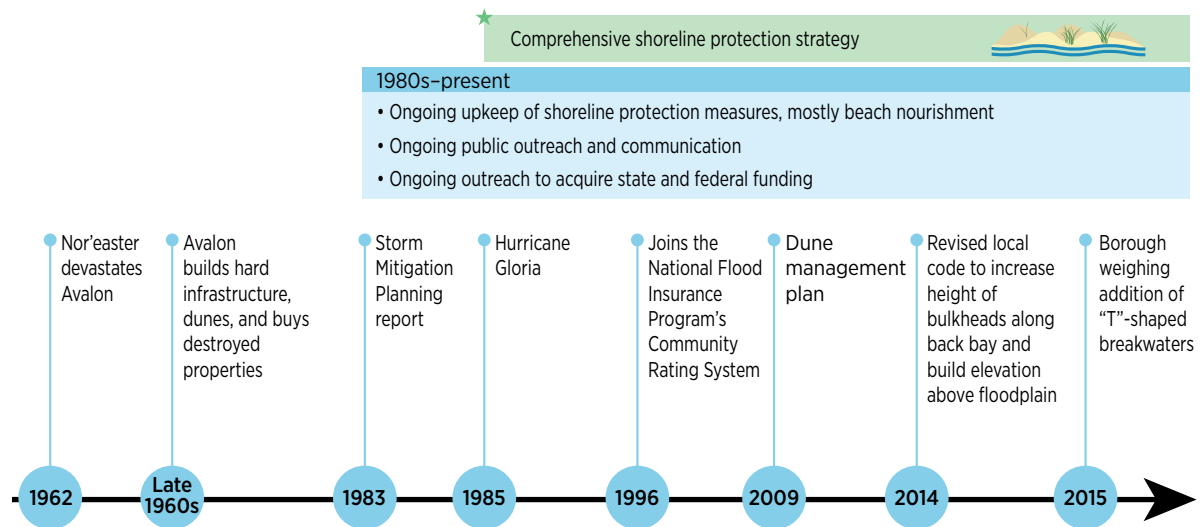 Comprehensive shoreline protection strategy
1980s–present
• Ongoing upkeep of shoreline protection measures, mostly beach nourishment
• Ongoing public outreach and communication
• Ongoing outreach to acquire state and federal funding
Nor’easter
devastates
Avalon
Avalon
builds hard
infrastructure,
dunes, and buys
destroyed
properties
Storm
Mitigation
Planning
report
Hurricane
Gloria
Joins the
National Flood
Insurance
Program’s
Community
Rating System
Dune
management
plan
Revised local
code to increase
height of
bulkheads along
back bay and
build elevation
above floodplain
Borough
weighing
addition of
“T”-shaped
breakwaters
1962
Late
1960s
1983
1985
1996
2009
2014
2015